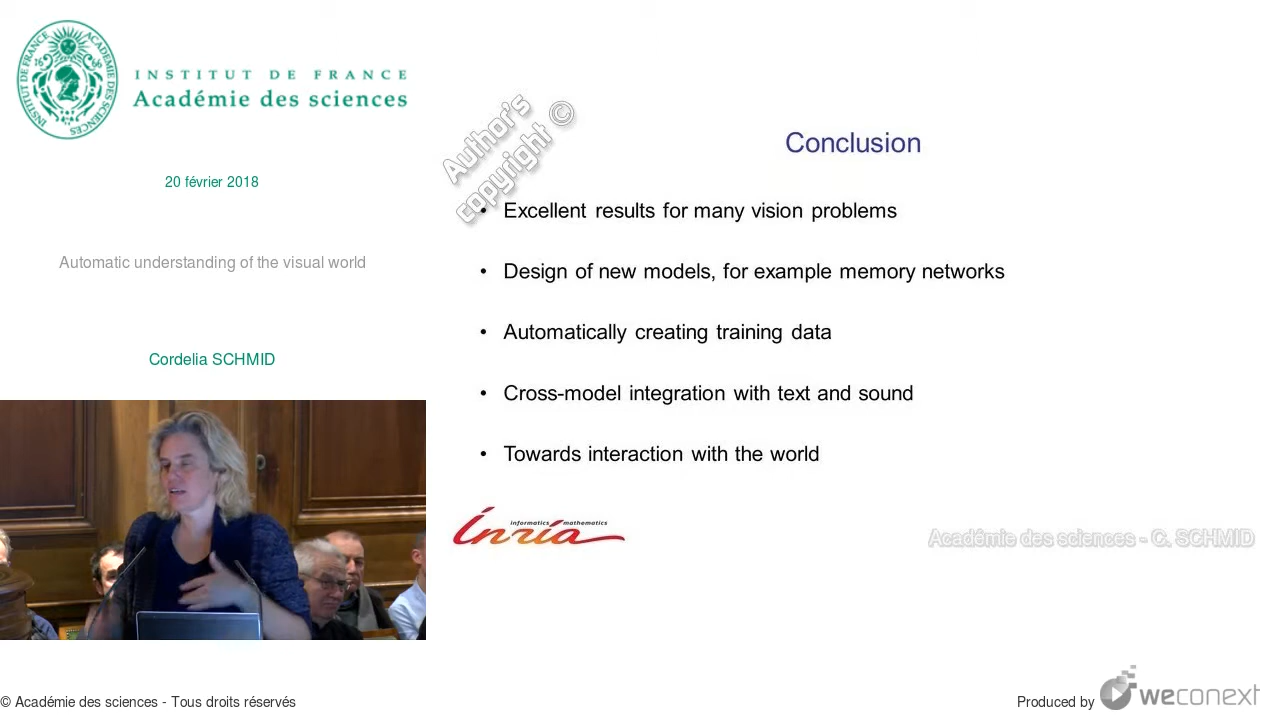 INSTITUT DE FRANCE
Académie des sciences
20 février 2018
Automatic understanding of the visual world
Cordelia SCHMID
Author's
copyright ©
Conclusion
• Excellent results for many vision problems
• Design of new models, for example memory networks
• Automatically creating training data
• Cross-model integration with text and sound
• Towards interaction with the world
informatics mathematics
inria
Académie des sciences - C. SCHMID
© Académie des sciences - Tous droits réservés
Produced by weconext